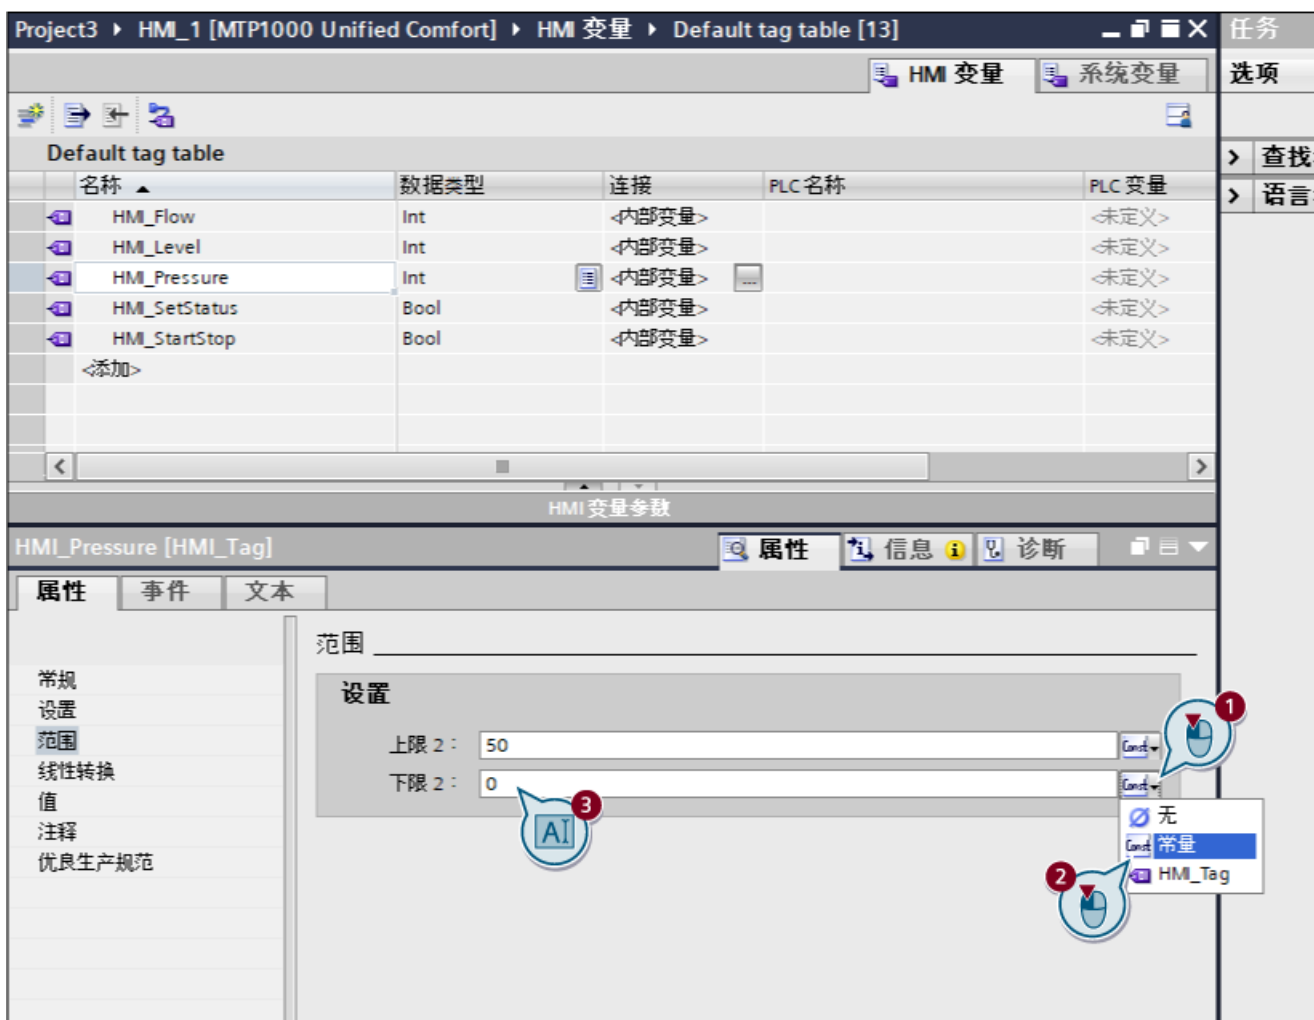 Project3 ▸ HMI_1 [MTP1000 Unified Comfort] ▸ HMI 变量 ▸ Default tag table [13]
任务
HMI 变量 系统变量
选项
Default tag table
查找
名称 数据类型 连接 PLC 名称 PLC 变量
语言
HMI_Flow Int <内部变量> <未定义>
HMI_Level Int <内部变量> <未定义>
HMI_Pressure Int <内部变量> ... <未定义>
HMI_SetStatus Bool <内部变量> <未定义>
HMI_StartStop Bool <内部变量> <未定义>
<添加>
HMI 变量参数
HMI_Pressure [HMI_Tag] 属性 信息 诊断
属性 事件 文本
范围
常规
设置
范围
线性转换
值
注释
优良生产规范
设置
上限 2： 50 Const
1
下限 2： 0 Const
3
AI
无
Const 常量
HMI_Tag
2